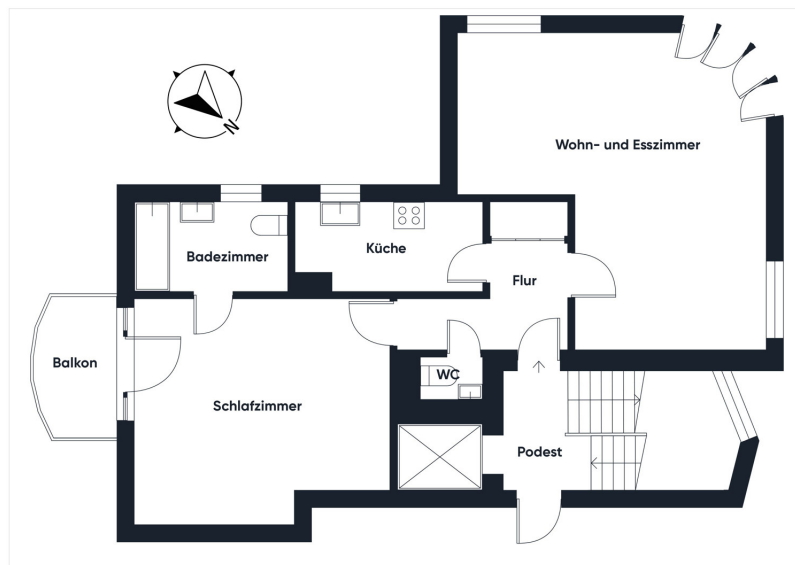 N
Wohn- und Esszimmer
Badezimmer
Küche
Flur
Balkon
WC
Schlafzimmer
Podest